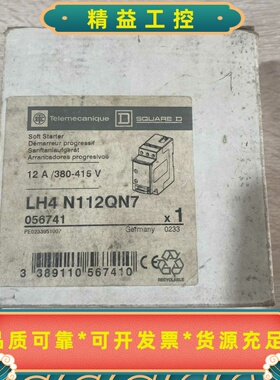 精益工控
Telemecanique
SQUARE D
Soft Starter
Démarreur progressif
Sanftanlaufgerät
Arrancadores progresivos
12 A /380-415 V
LH4 N112QN7
056741
x 1
Germany 0233
3 389110 567410
RECYCLABLE
品质可靠*可开发票*货源充足